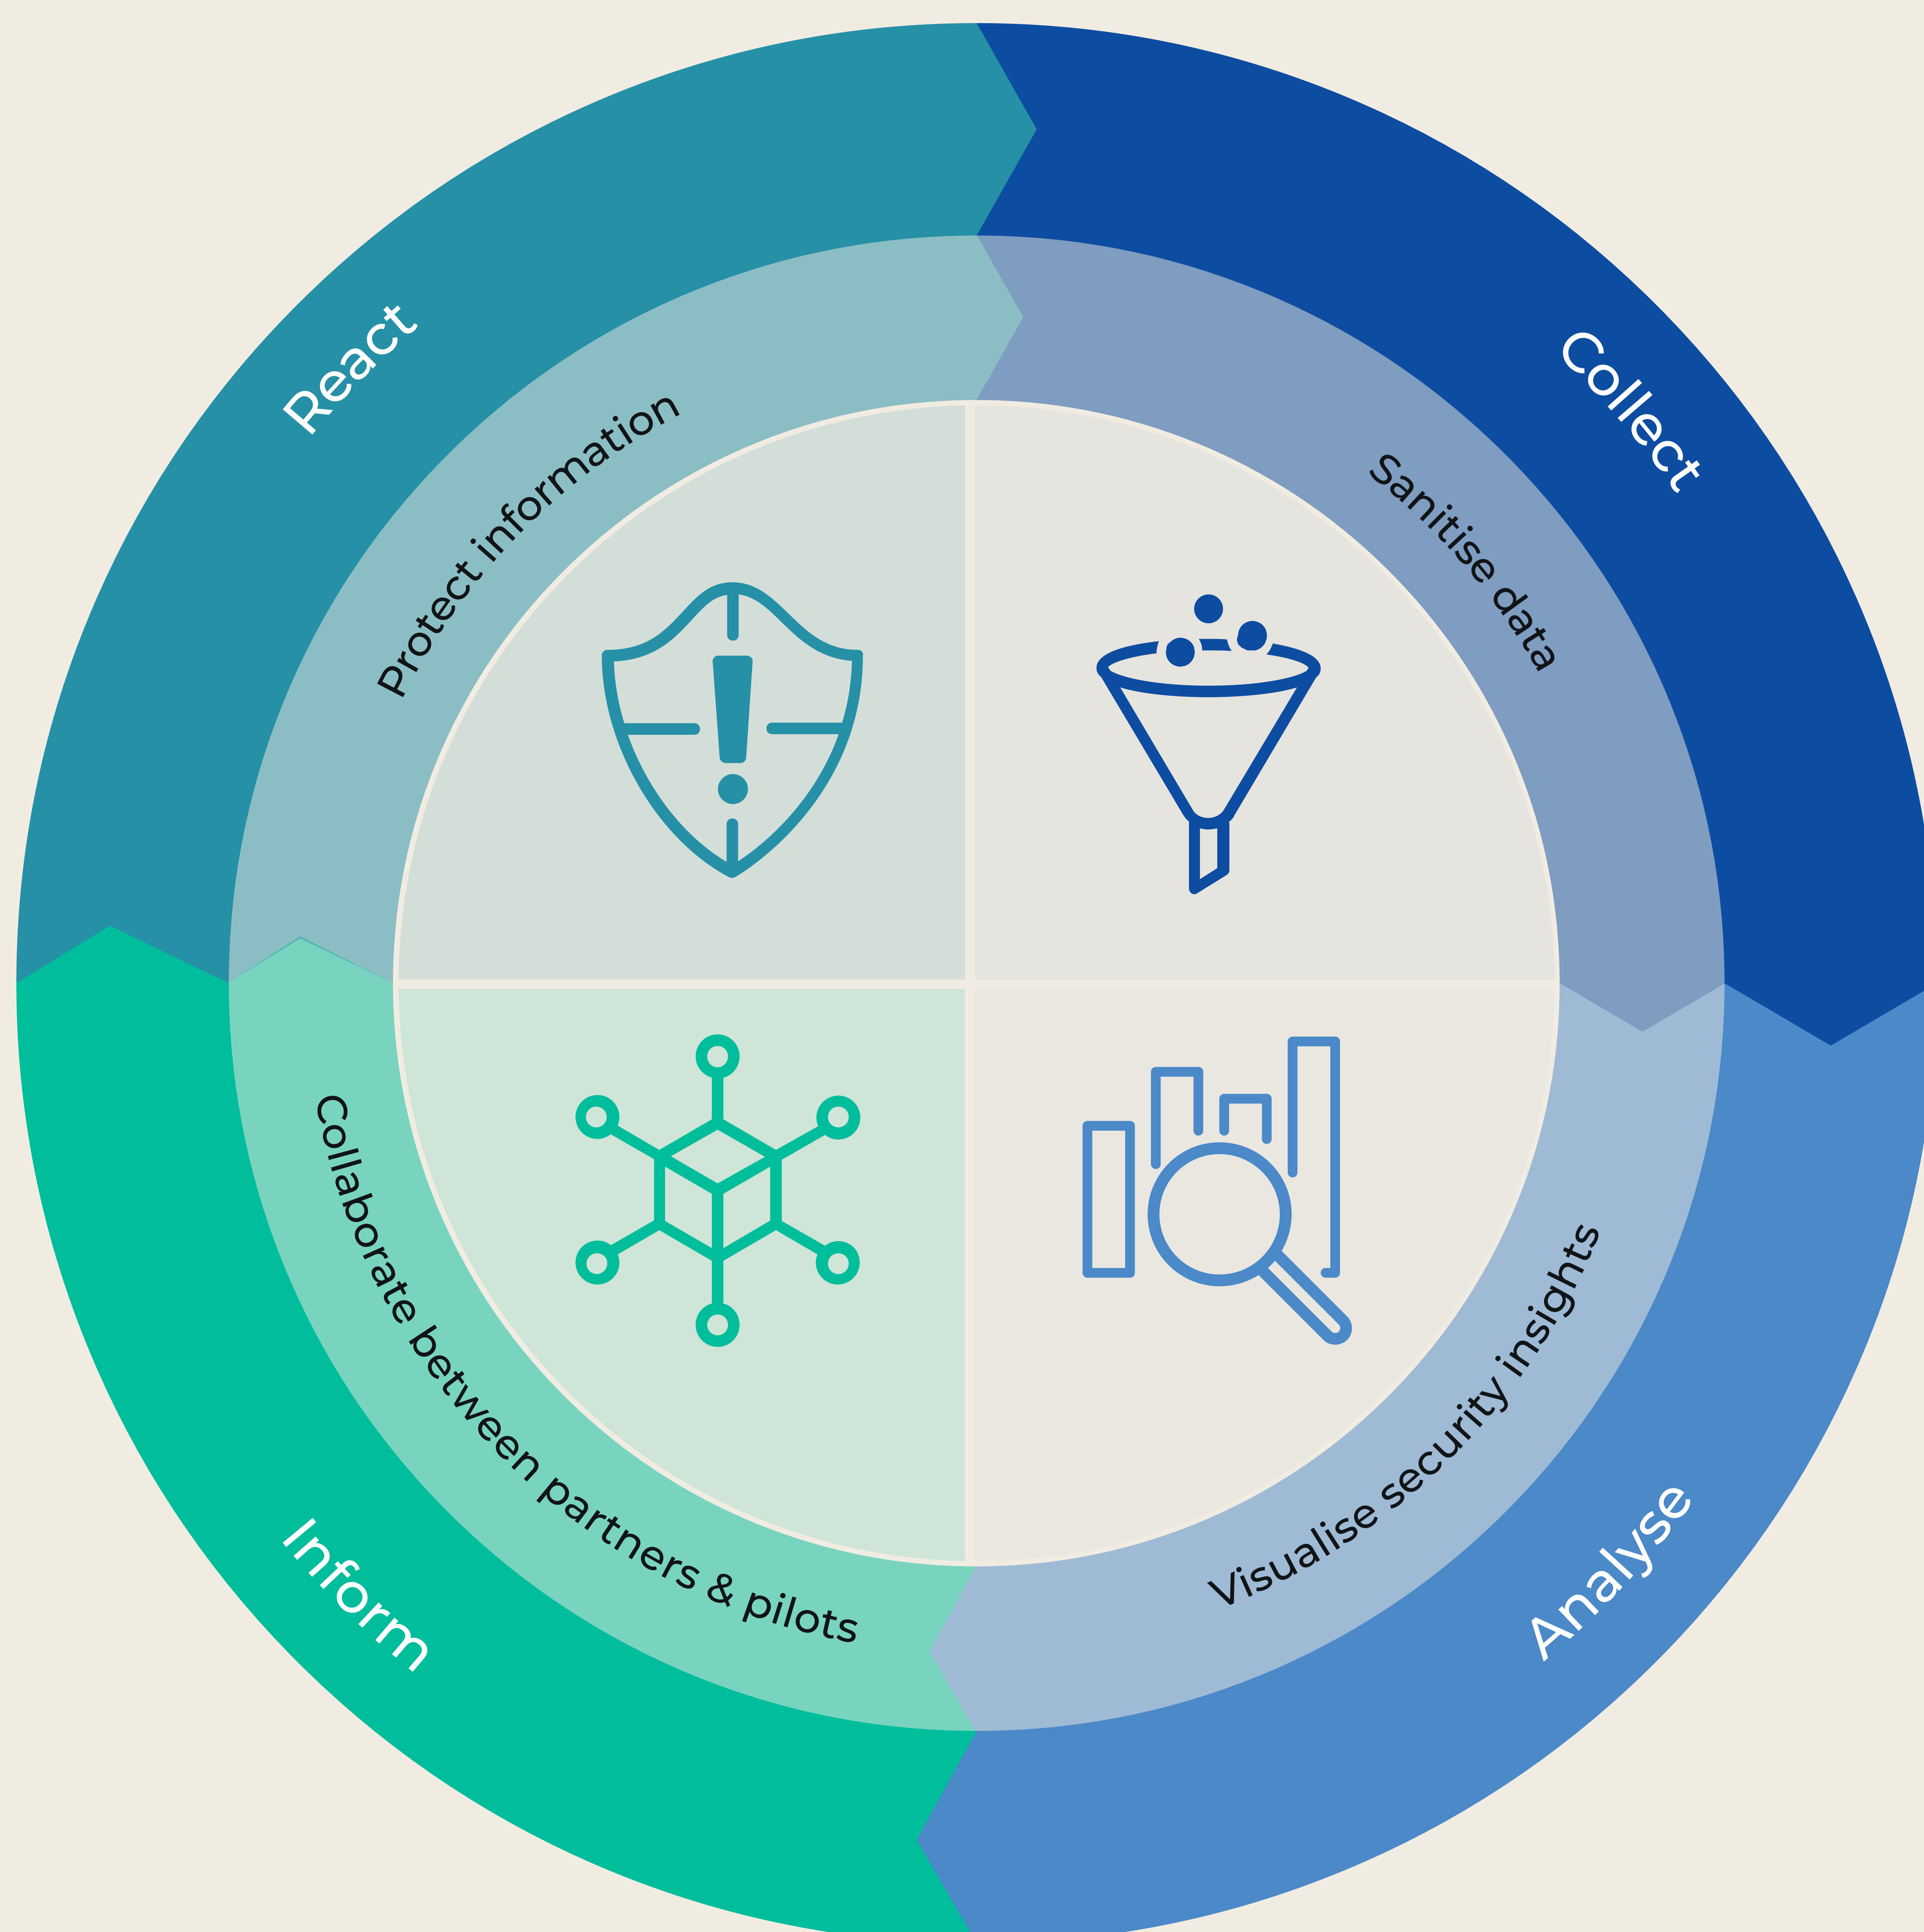 React
Protect information
Collect
Sanitise data
Analyse
Visualise security insights
Inform
Collaborate between partners & pilots